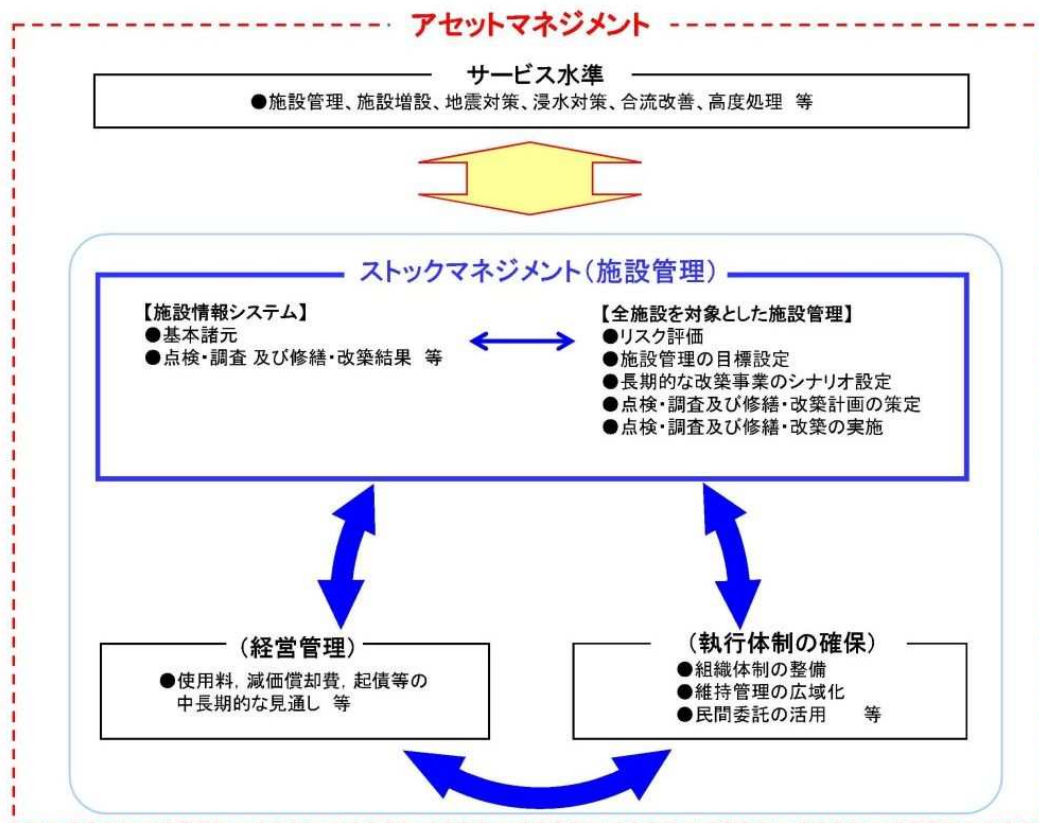 アセットマネジメント
サービス水準
●施設管理、施設増設、地震対策、浸水対策、合流改善、高度処理 等
ストックマネジメント(施設管理)
【施設情報システム】
●基本諸元
●点検・調査 及び修繕・改築結果 等
【全施設を対象とした施設管理】
●リスク評価
●施設管理の目標設定
●長期的な改築事業のシナリオ設定
●点検・調査及び修繕・改築計画の策定
●点検・調査及び修繕・改築の実施
(経営管理)
●使用料, 減価償却費, 起債等の
中長期的な見通し 等
(執行体制の確保)
●組織体制の整備
●維持管理の広域化
●民間委託の活用 等